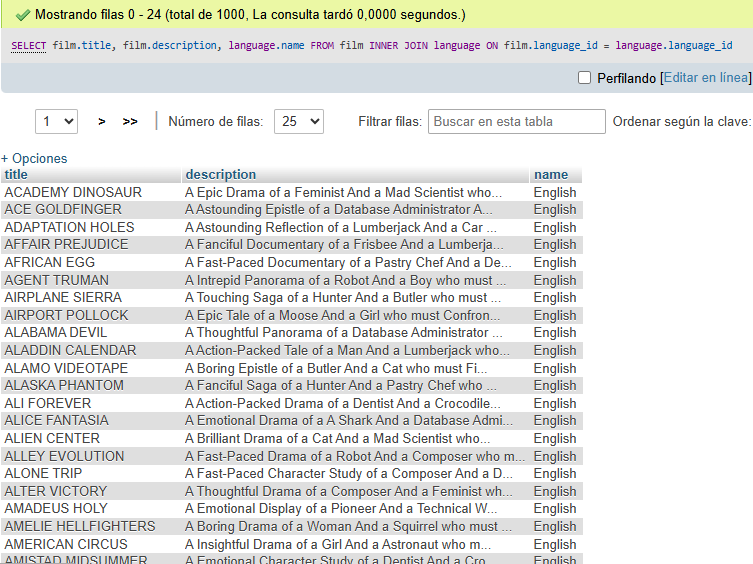 Mostrando filas 0 - 24 (total de 1000, La consulta tardó 0,0000 segundos.)
SELECT film.title, film.description, language.name FROM film INNER JOIN language ON film.language_id = language.language_id
Perfilando [Editar en línea]
1 > >> Número de filas: 25 Filtrar filas: Buscar en esta tabla Ordenar según la clave:
+ Opciones
title description name
ACADEMY DINOSAUR A Epic Drama of a Feminist And a Mad Scientist who... English
ACE GOLDFINGER A Astounding Epistle of a Database Administrator A... English
ADAPTATION HOLES A Astounding Reflection of a Lumberjack And a Car ... English
AFFAIR PREJUDICE A Fanciful Documentary of a Frisbee And a Lumberja... English
AFRICAN EGG A Fast-Paced Documentary of a Pastry Chef And a De... English
AGENT TRUMAN A Intrepid Panorama of a Robot And a Boy who must ... English
AIRPLANE SIERRA A Touching Saga of a Hunter And a Butler who must ... English
AIRPORT POLLOCK A Epic Tale of a Moose And a Girl who must Confron... English
ALABAMA DEVIL A Thoughtful Panorama of a Database Administrator ... English
ALADDIN CALENDAR A Action-Packed Tale of a Man And a Lumberjack who... English
ALAMO VIDEOTAPE A Boring Epistle of a Butler And a Cat who must Fi... English
ALASKA PHANTOM A Fanciful Saga of a Hunter And a Pastry Chef who ... English
ALI FOREVER A Action-Packed Drama of a Dentist And a Crocodile... English
ALICE FANTASIA A Emotional Drama of a A Shark And a Database Admi... English
ALIEN CENTER A Brilliant Drama of a Cat And a Mad Scientist who... English
ALLEY EVOLUTION A Fast-Paced Drama of a Robot And a Composer who m... English
ALONE TRIP A Fast-Paced Character Study of a Composer And a D... English
ALTER VICTORY A Thoughtful Drama of a Composer And a Feminist wh... English
AMADEUS HOLY A Emotional Display of a Pioneer And a Technical W... English
AMELIE HELLFIGHTERS A Boring Drama of a Woman And a Squirrel who must ... English
AMERICAN CIRCUS A Insightful Drama of a Girl And a Astronaut who m... English
AMISTAD MIDSUMMER A Emotional Character Study of a Dentist And a Cro... English